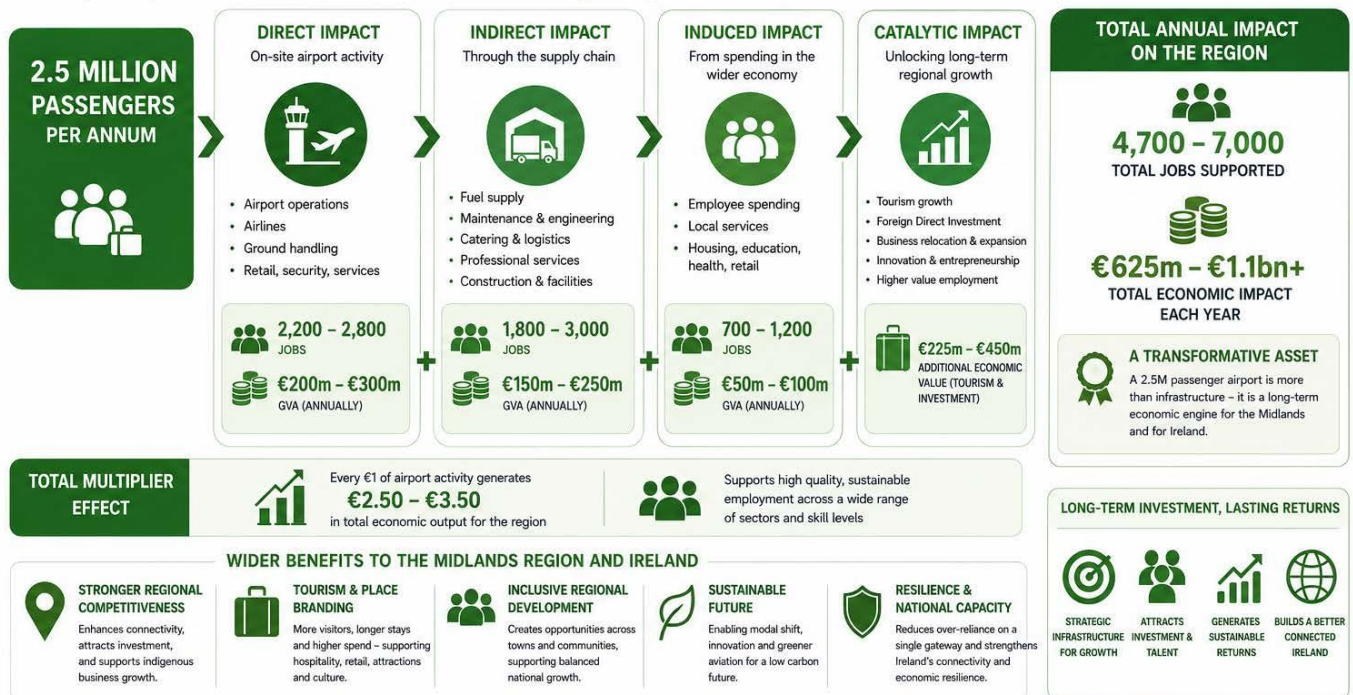 2.5 MILLION
PASSENGERS
PER ANNUM
DIRECT IMPACT
On-site airport activity
• Airport operations
• Airlines
• Ground handling
• Retail, security, services
2,200 – 2,800
JOBS
€200m – €300m
GVA (ANNUALLY)
+
INDIRECT IMPACT
Through the supply chain
• Fuel supply
• Maintenance & engineering
• Catering & logistics
• Professional services
• Construction & facilities
1,800 – 3,000
JOBS
€150m – €250m
GVA (ANNUALLY)
+
INDUCED IMPACT
From spending in the
wider economy
• Employee spending
• Local services
• Housing, education,
health, retail
700 – 1,200
JOBS
€50m – €100m
GVA (ANNUALLY)
+
CATALYTIC IMPACT
Unlocking long-term
regional growth
• Tourism growth
• Foreign Direct Investment
• Business relocation & expansion
• Innovation & entrepreneurship
• Higher value employment
€225m – €450m
ADDITIONAL ECONOMIC
VALUE (TOURISM &
INVESTMENT)
TOTAL ANNUAL IMPACT
ON THE REGION
4,700 – 7,000
TOTAL JOBS SUPPORTED
€625m – €1.1bn+
TOTAL ECONOMIC IMPACT
EACH YEAR
A TRANSFORMATIVE ASSET
A 2.5M passenger airport is more
than infrastructure – it is a long-term
economic engine for the Midlands
and for Ireland.
TOTAL MULTIPLIER
EFFECT
Every €1 of airport activity generates
€2.50 – €3.50
in total economic output for the region
Supports high quality, sustainable
employment across a wide range
of sectors and skill levels
WIDER BENEFITS TO THE MIDLANDS REGION AND IRELAND
STRONGER REGIONAL
COMPETITIVENESS
Enhances connectivity,
attracts investment,
and supports indigenous
business growth.
TOURISM & PLACE
BRANDING
More visitors, longer stays
and higher spend – supporting
hospitality, retail, attractions
and culture.
INCLUSIVE REGIONAL
DEVELOPMENT
Creates opportunities across
towns and communities,
supporting balanced
national growth.
SUSTAINABLE
FUTURE
Enabling modal shift,
innovation and greener
aviation for a low carbon
future.
RESILIENCE &
NATIONAL CAPACITY
Reduces over-reliance on a
single gateway and strengthens
Ireland's connectivity and
economic resilience.
LONG-TERM INVESTMENT, LASTING RETURNS
STRATEGIC
INFRASTRUCTURE
FOR GROWTH
ATTRACTS
INVESTMENT &
TALENT
GENERATES
SUSTAINABLE
RETURNS
BUILDS A BETTER
CONNECTED
IRELAND